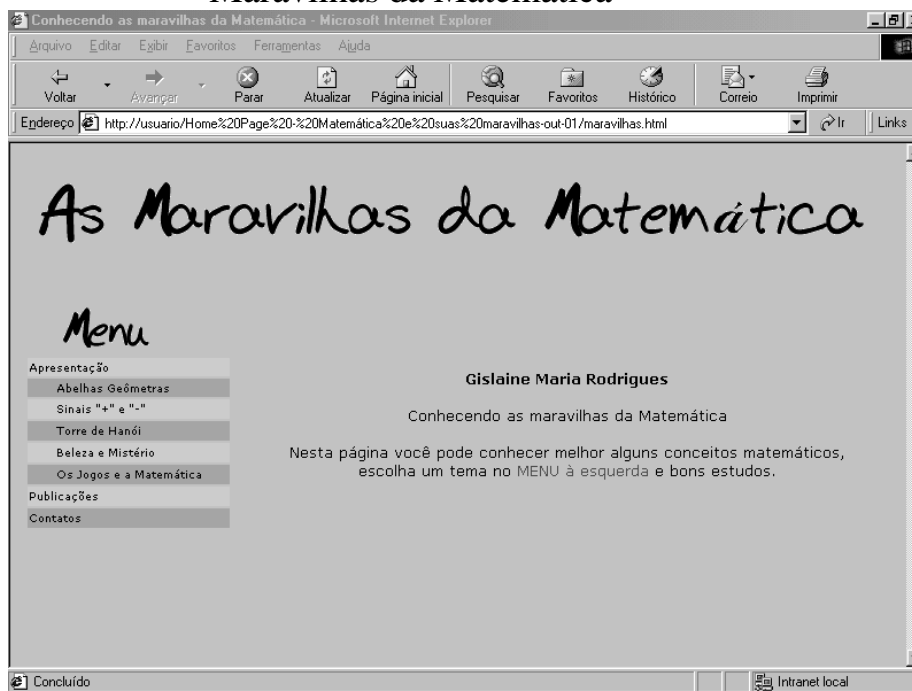 Maravilhas da Matemática
Conhecendo as maravilhas da Matemática - Microsoft Internet Explorer
Arquivo Editar Exibir Favoritos Ferramentas Ajuda
Voltar Avançar Parar Atualizar Página inicial Pesquisar Favoritos Histórico Correio Imprimir
Endereço http://usuario/Home%20Page%20-%20Matemática%20e%20suas%20maravilhas-out-01/maravilhas.html Ir Links
As Maravilhas da Matemática
Menu
Apresentação
Abelhas Geômetras
Sinais "+" e "-"
Torre de Hanói
Beleza e Mistério
Os Jogos e a Matemática
Publicações
Contatos
Gislaine Maria Rodrigues
Conhecendo as maravilhas da Matemática
Nesta página você pode conhecer melhor alguns conceitos matemáticos,
escolha um tema no MENU à esquerda e bons estudos.
Concluído Intranet local